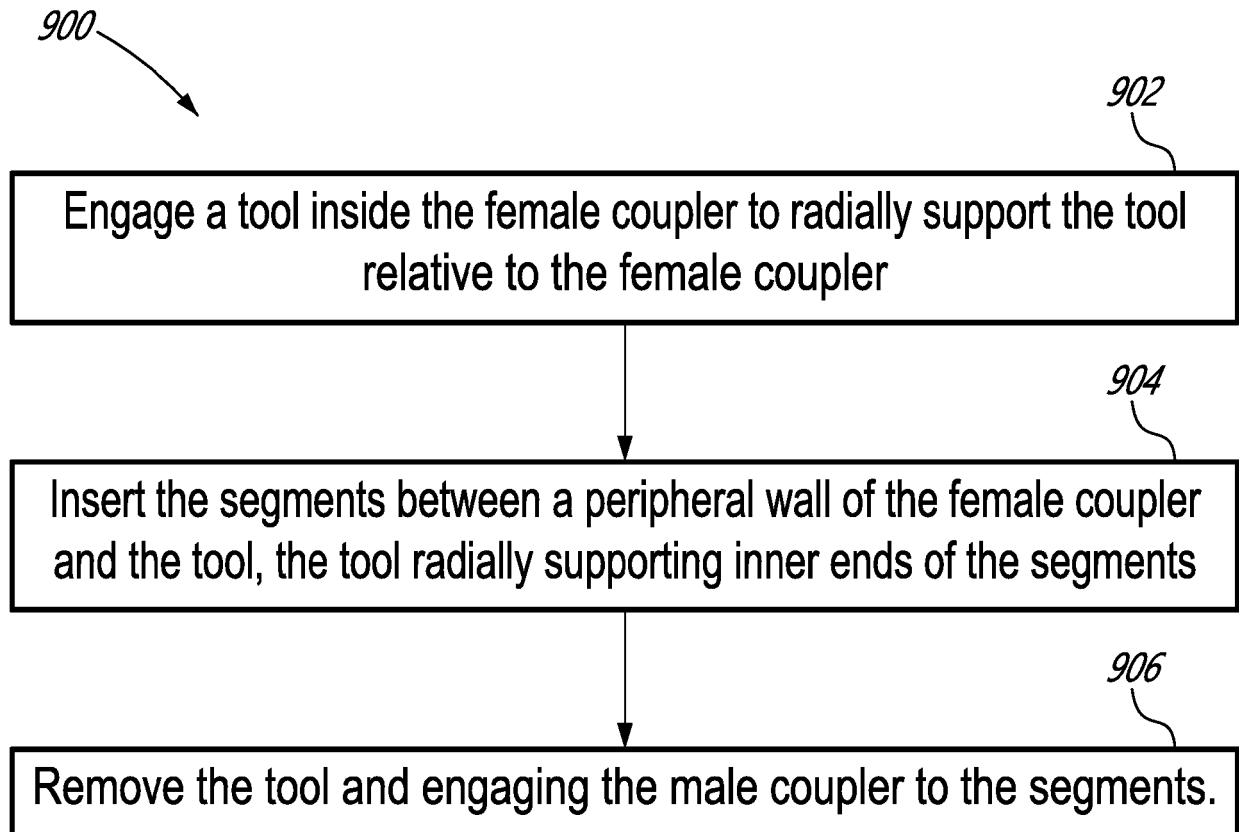 900
902
Engage a tool inside the female coupler to radially support the tool
relative to the female coupler
904
Insert the segments between a peripheral wall of the female coupler
and the tool, the tool radially supporting inner ends of the segments
906
Remove the tool and engaging the male coupler to the segments.